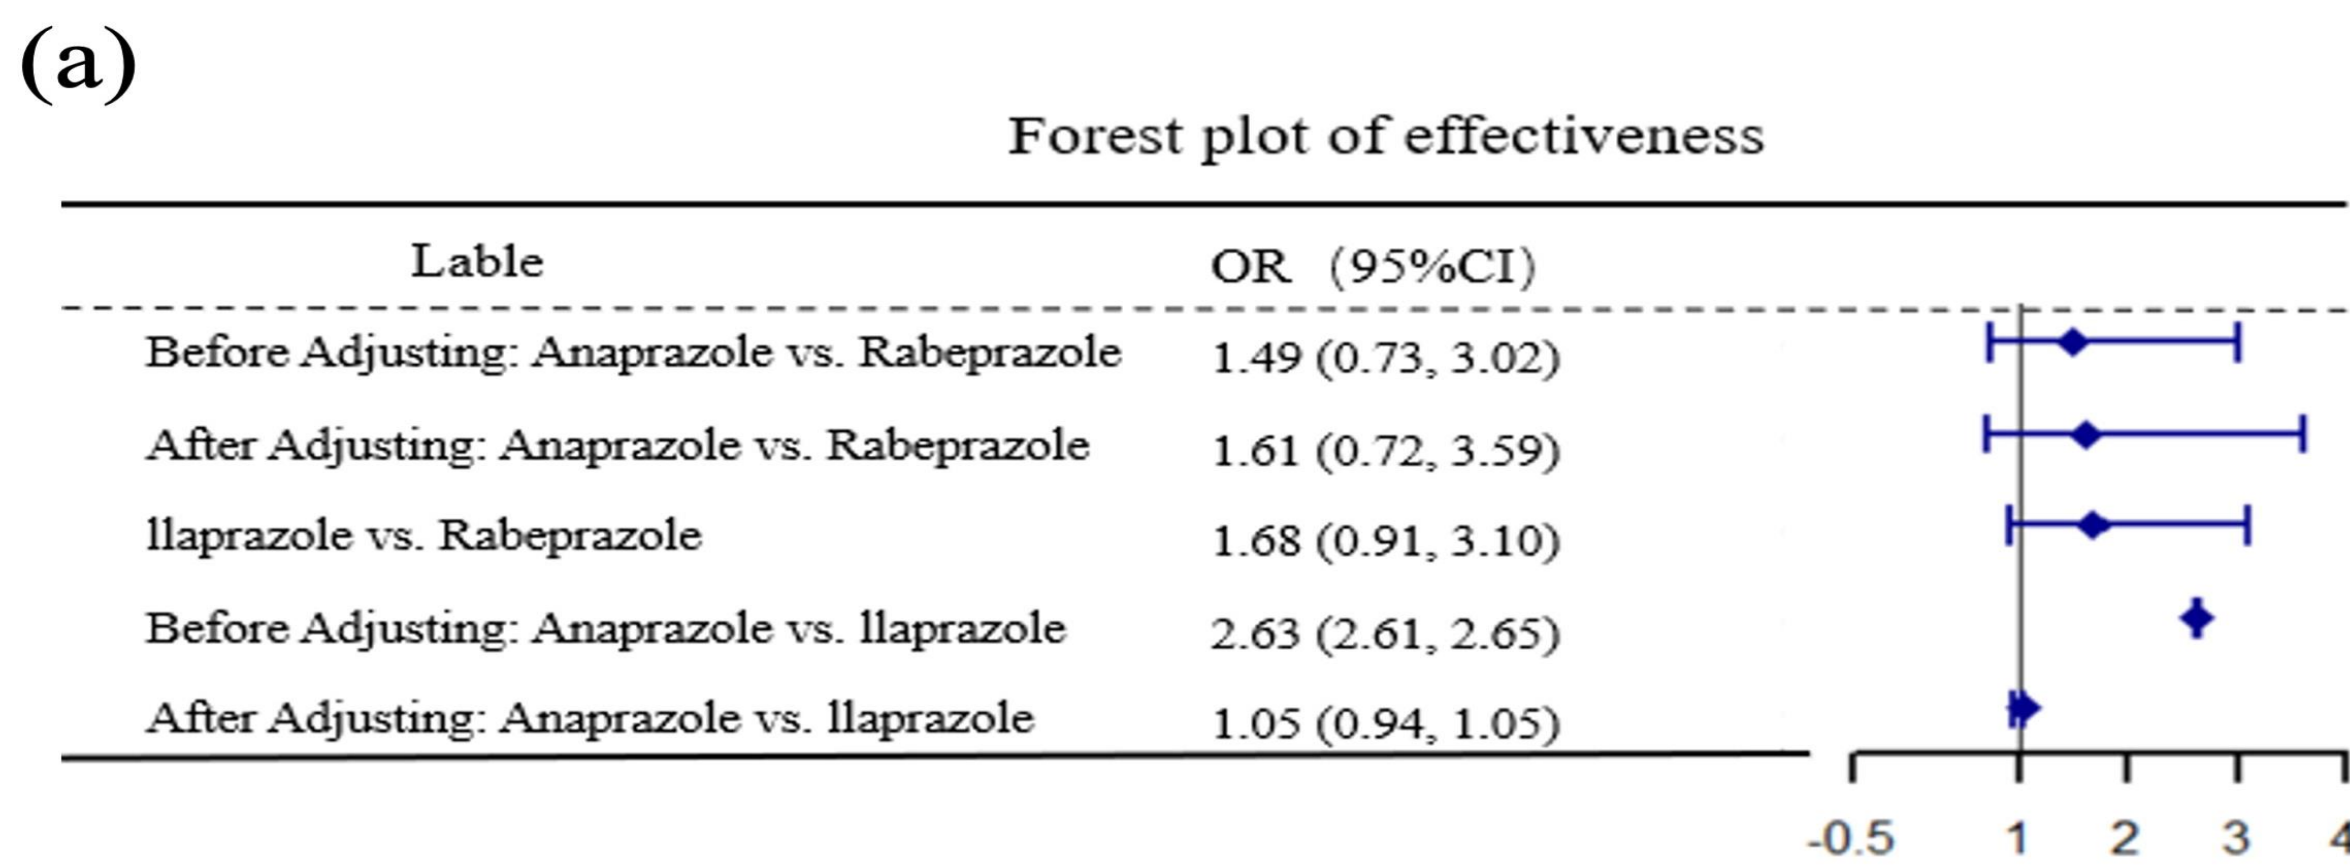 (a)
Forest plot of effectiveness
Lable OR (95%CI)
Before Adjusting: Anaprazole vs. Rabeprazole 1.49 (0.73, 3.02)
After Adjusting: Anaprazole vs. Rabeprazole 1.61 (0.72, 3.59)
llaprazole vs. Rabeprazole 1.68 (0.91, 3.10)
Before Adjusting: Anaprazole vs. llaprazole 2.63 (2.61, 2.65)
After Adjusting: Anaprazole vs. llaprazole 1.05 (0.94, 1.05)
-0.5 1 2 3 4